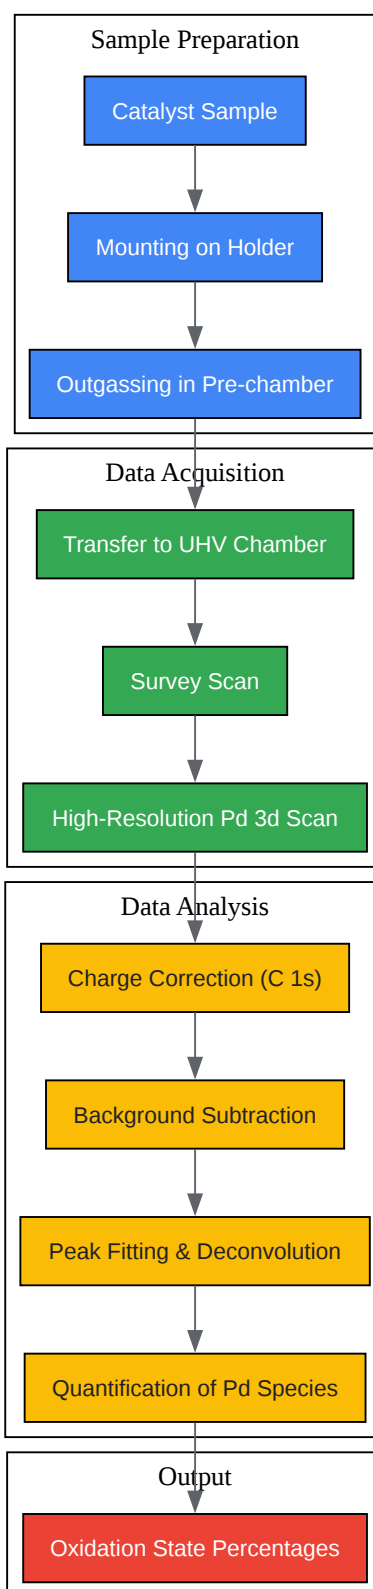 Sample Preparation
Catalyst Sample
Mounting on Holder
Outgassing in Pre-chamber
Data Acquisition
Transfer to UHV Chamber
Survey Scan
High-Resolution Pd 3d Scan
Data Analysis
Charge Correction (C 1s)
Background Subtraction
Peak Fitting & Deconvolution
Quantification of Pd Species
Output
Oxidation State Percentages